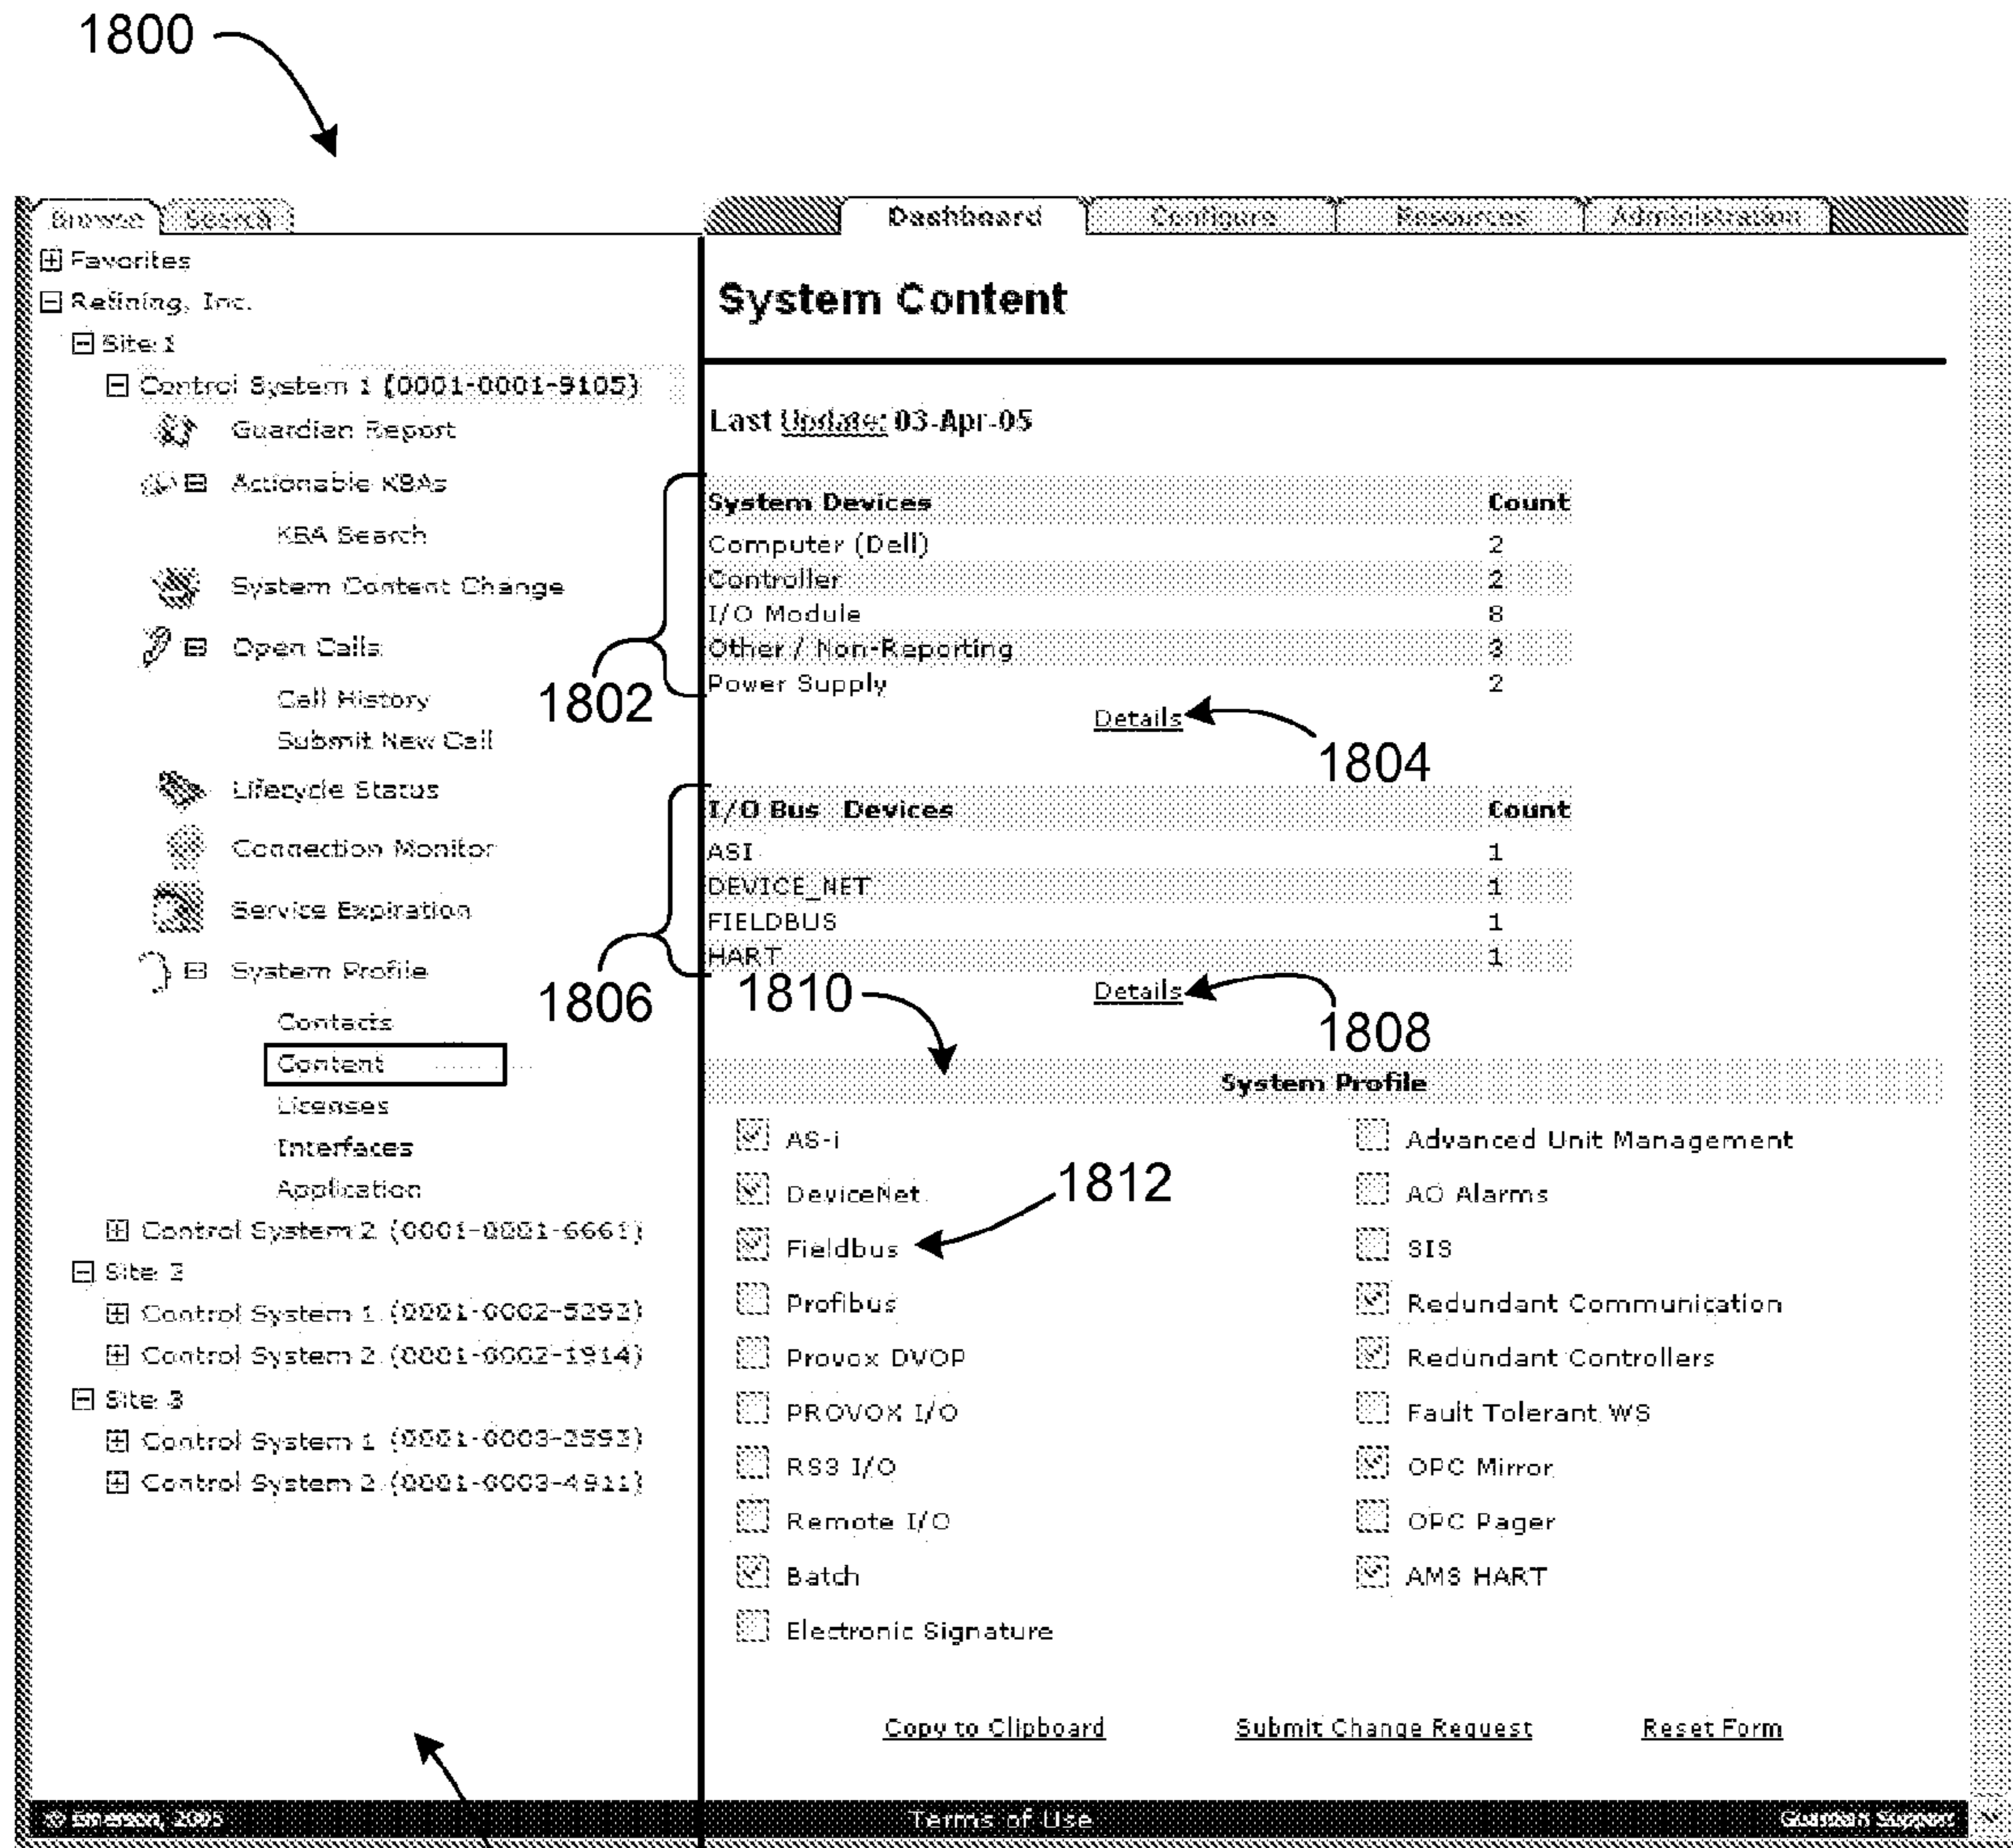 1800
Browse Search
Dashboard Configure Resources Administration
Favorites
Refining, Inc.
Site 1
Control System 1 (0001-0001-9105)
Guardian Report
Actionable KBAs
KBA Search
System Content Change
Open Calls
Call History
Submit New Call
Lifecycle Status
Connection Monitor
Service Expiration
System Profile
Contacts
Content
Licenses
Interfaces
Application
Control System 2 (0001-0001-6661)
Site 2
Control System 1 (0001-0002-5292)
Control System 2 (0001-0002-1914)
Site 3
Control System 1 (0001-0003-2592)
Control System 2 (0001-0003-4911)
System Content
Last Update: 03-Apr-05
System Devices Count
Computer (Dell) 2
Controller 2
I/O Module 8
Other / Non-Reporting 3
Power Supply 2
1802
Details
1804
I/O Bus Devices Count
ASI 1
DEVICE_NET 1
FIELDBUS 1
HART 1
1806
1810
Details
1808
System Profile
AS-i
DeviceNet
1812
Fieldbus
Profibus
Provox DVOP
PROVOX I/O
RS3 I/O
Remote I/O
Batch
Electronic Signature
Advanced Unit Management
AO Alarms
SIS
Redundant Communication
Redundant Controllers
Fault Tolerant WS
OPC Mirror
OPC Pager
AMS HART
Copy to Clipboard Submit Change Request Reset Form
© Emerson, 2005 Terms of Use Guardian Support